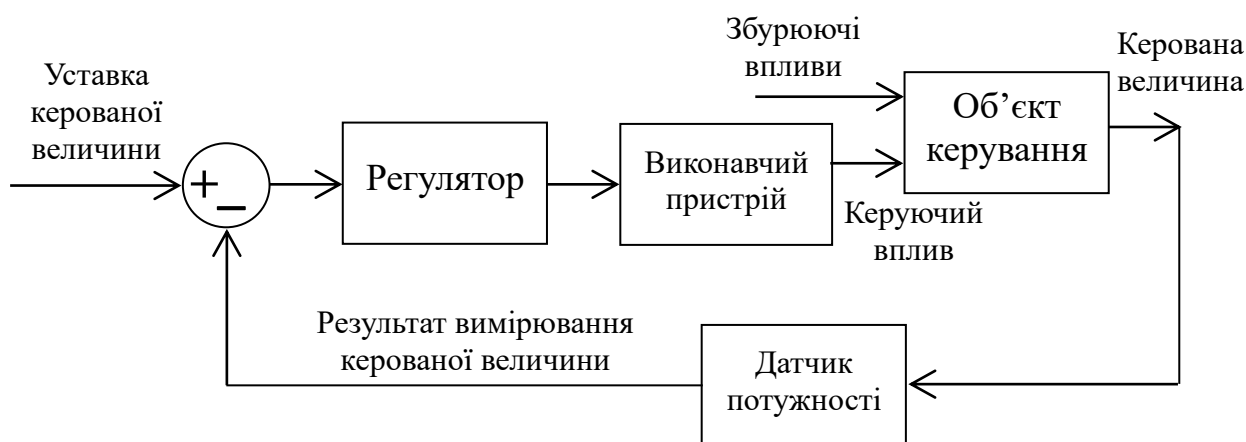 Збурюючі
впливи
Керована
величина
Уставка
керованої
величини
+
−
Регулятор
Виконавчий
пристрій
Об’єкт
керування
Керуючий
вплив
Результат вимірювання
керованої величини
Датчик
потужності